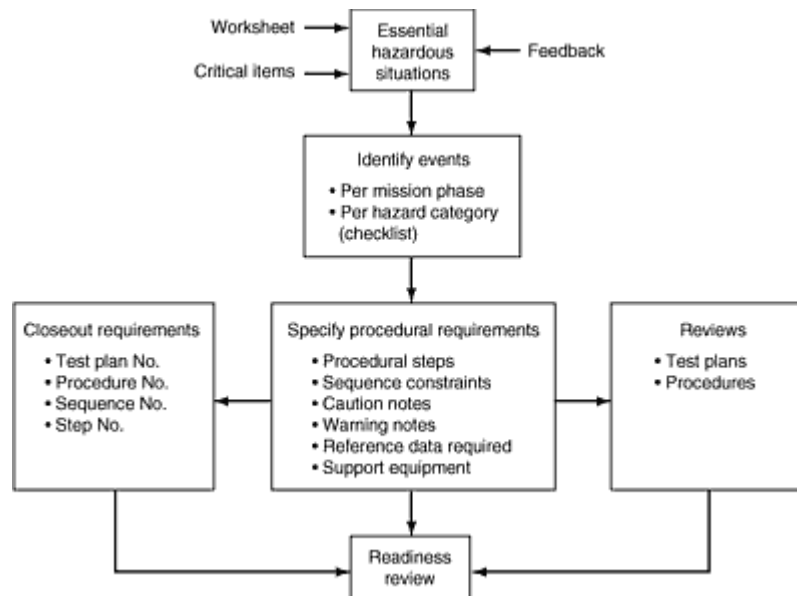 Worksheet
Critical items
Essential
hazardous
situations
Feedback
Identify events
• Per mission phase
• Per hazard category
(checklist)
Closeout requirements
• Test plan No.
• Procedure No.
• Sequence No.
• Step No.
Specify procedural requirements
• Procedural steps
• Sequence constraints
• Caution notes
• Warning notes
• Reference data required
• Support equipment
Reviews
• Test plans
• Procedures
Readiness
review